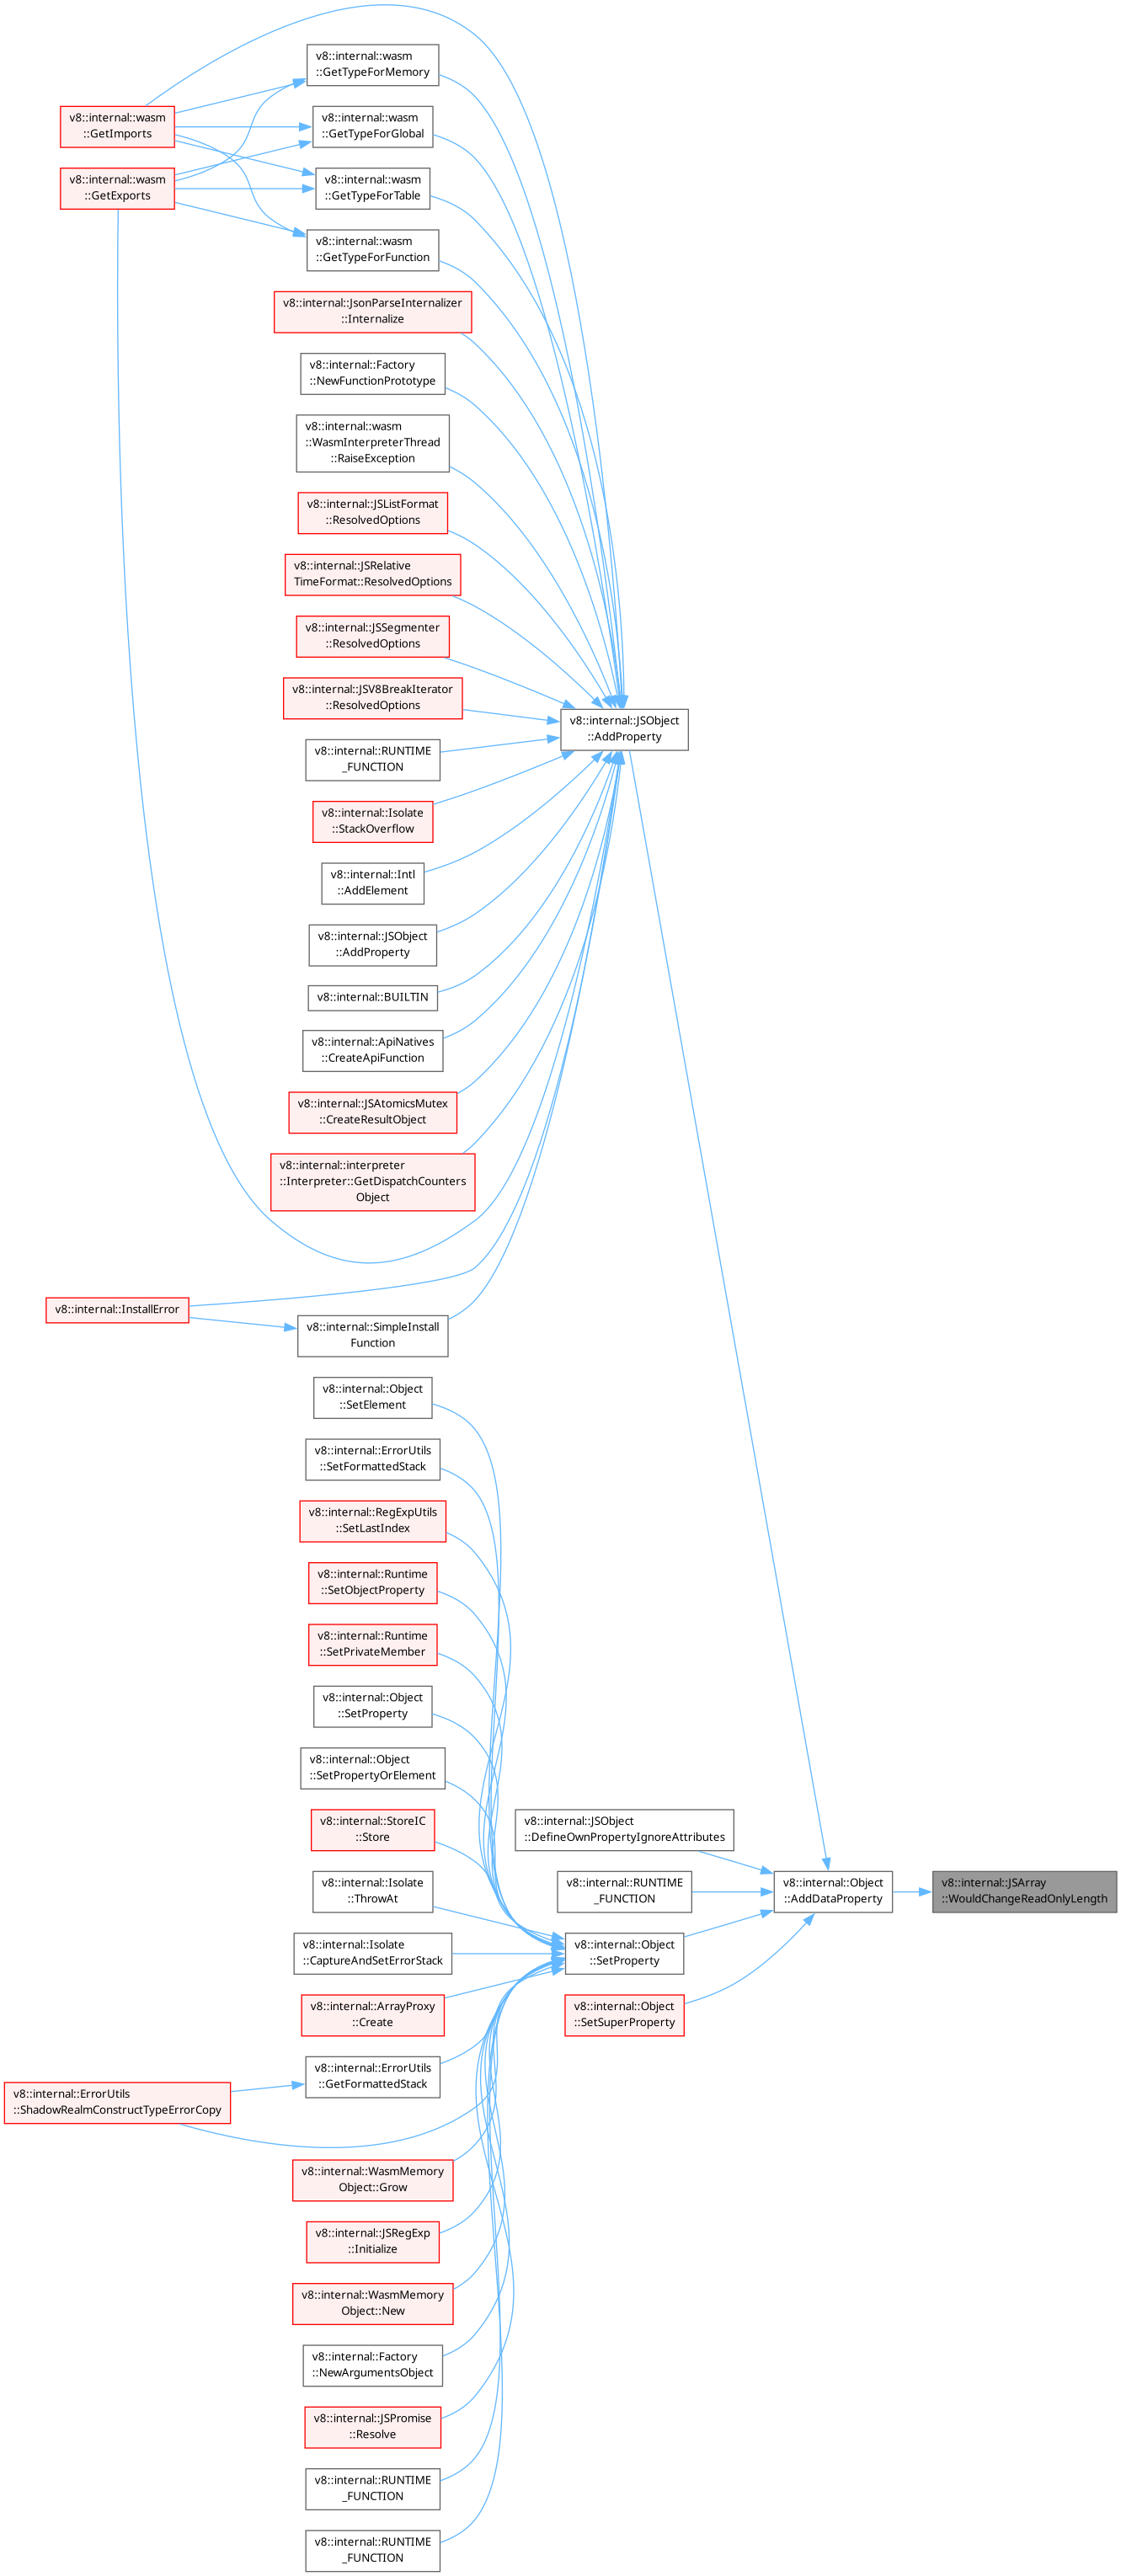 v8::internal::wasm
::GetTypeForMemory
v8::internal::wasm
::GetImports
v8::internal::wasm
::GetTypeForGlobal
v8::internal::wasm
::GetExports
v8::internal::wasm
::GetTypeForTable
v8::internal::wasm
::GetTypeForFunction
v8::internal::JsonParseInternalizer
::Internalize
v8::internal::Factory
::NewFunctionPrototype
v8::internal::wasm
::WasmInterpreterThread
::RaiseException
v8::internal::JSListFormat
::ResolvedOptions
v8::internal::JSRelative
TimeFormat::ResolvedOptions
v8::internal::JSSegmenter
::ResolvedOptions
v8::internal::JSV8BreakIterator
::ResolvedOptions
v8::internal::JSObject
::AddProperty
v8::internal::RUNTIME
_FUNCTION
v8::internal::Isolate
::StackOverflow
v8::internal::Intl
::AddElement
v8::internal::JSObject
::AddProperty
v8::internal::BUILTIN
v8::internal::ApiNatives
::CreateApiFunction
v8::internal::JSAtomicsMutex
::CreateResultObject
v8::internal::interpreter
::Interpreter::GetDispatchCounters
Object
v8::internal::InstallError
v8::internal::SimpleInstall
Function
v8::internal::Object
::SetElement
v8::internal::ErrorUtils
::SetFormattedStack
v8::internal::RegExpUtils
::SetLastIndex
v8::internal::Runtime
::SetObjectProperty
v8::internal::Runtime
::SetPrivateMember
v8::internal::Object
::SetProperty
v8::internal::Object
::SetPropertyOrElement
v8::internal::StoreIC
::Store
v8::internal::JSObject
::DefineOwnPropertyIgnoreAttributes
v8::internal::Isolate
::ThrowAt
v8::internal::RUNTIME
_FUNCTION
v8::internal::Object
::AddDataProperty
v8::internal::JSArray
::WouldChangeReadOnlyLength
v8::internal::Isolate
::CaptureAndSetErrorStack
v8::internal::Object
::SetProperty
v8::internal::ArrayProxy
::Create
v8::internal::Object
::SetSuperProperty
v8::internal::ErrorUtils
::GetFormattedStack
v8::internal::ErrorUtils
::ShadowRealmConstructTypeErrorCopy
v8::internal::WasmMemory
Object::Grow
v8::internal::JSRegExp
::Initialize
v8::internal::WasmMemory
Object::New
v8::internal::Factory
::NewArgumentsObject
v8::internal::JSPromise
::Resolve
v8::internal::RUNTIME
_FUNCTION
v8::internal::RUNTIME
_FUNCTION